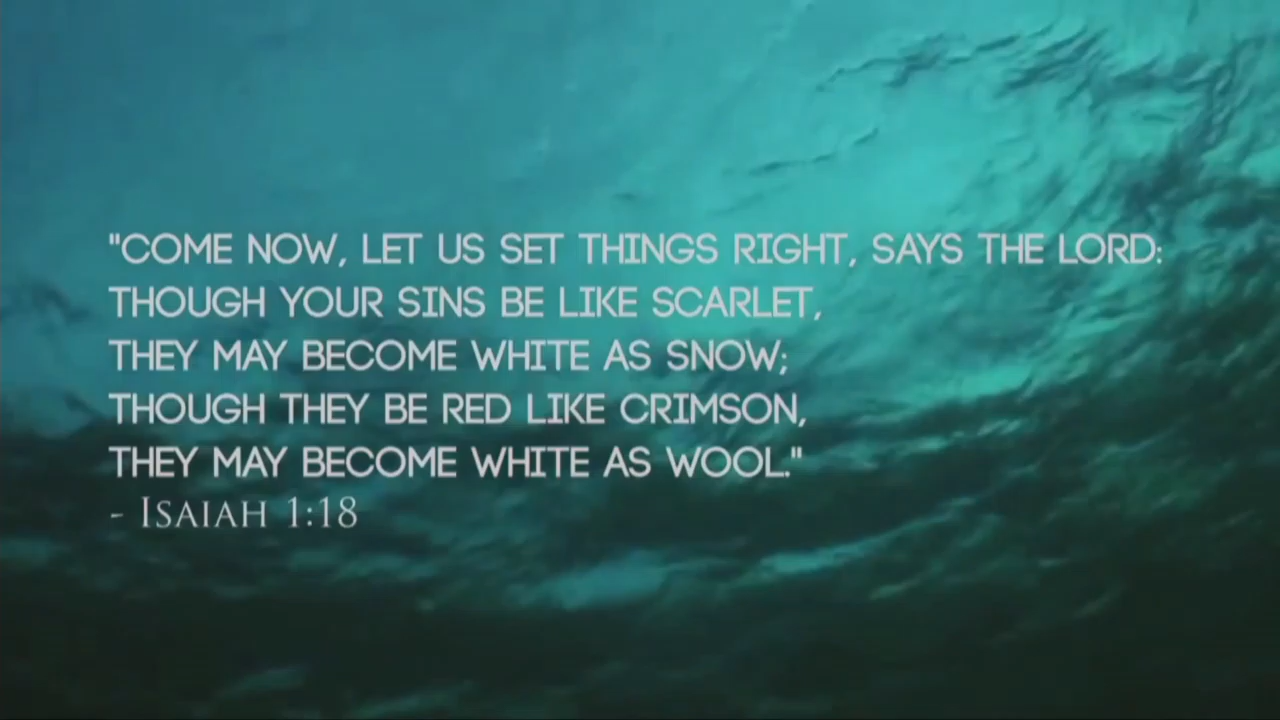 "COME NOW, LET US SET THINGS RIGHT, SAYS THE LORD:
THOUGH YOUR SINS BE LIKE SCARLET,
THEY MAY BECOME WHITE AS SNOW;
THOUGH THEY BE RED LIKE CRIMSON,
THEY MAY BECOME WHITE AS WOOL."
- ISAIAH 1:18